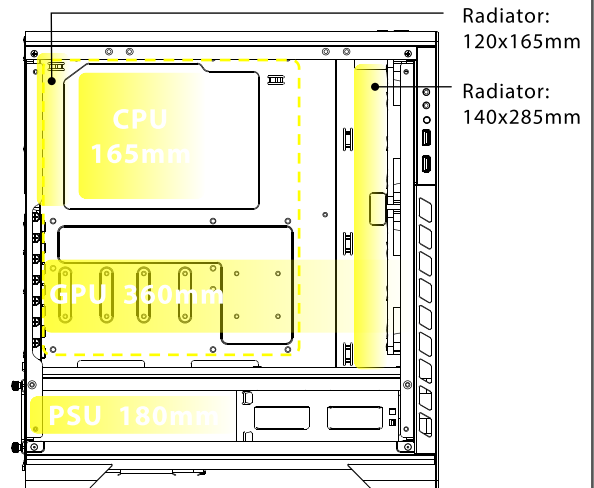 Radiator:
120x165mm
Radiator:
140x285mm
CPU
165mm
GPU 360mm
PSU 180mm